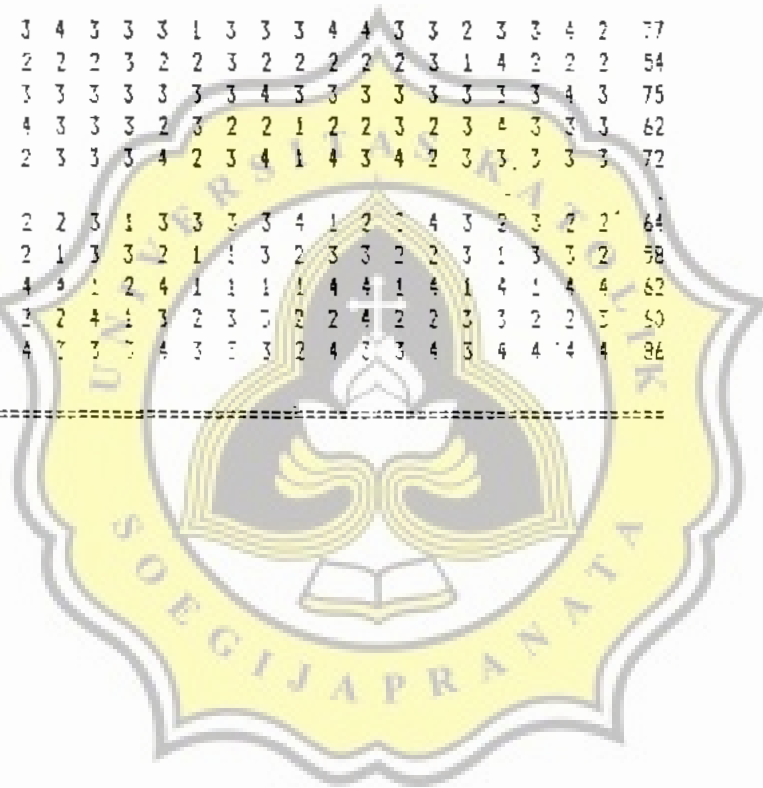 3 4 3 3 3 1 3 3 3 4 4 3 3 2 3 3 4 2 77
2 2 2 3 2 2 3 2 2 2 2 2 3 1 4 2 2 2 54
3 3 3 3 3 3 3 4 3 3 3 3 3 3 3 3 4 3 75
4 3 3 3 2 3 2 2 1 2 2 3 2 3 4 3 3 3 62
2 3 3 3 4 2 3 4 1 4 3 4 2 3 3 3 3 3 72
2 2 3 1 3 3 3 3 4 1 2 4 3 2 3 2 2 64
2 1 3 3 2 1 1 3 2 3 3 2 2 3 1 3 3 2 58
4 4 1 2 4 1 1 1 1 4 4 1 4 1 4 1 4 4 62
2 4 1 3 2 3 3 2 2 4 2 2 3 3 2 2 3
4 3 3 3 4 3 3 3 2 4 3 3 4 3 4 4 4 4
UNIVERSITAS KATOLIK
SOEGIJAPRANATA